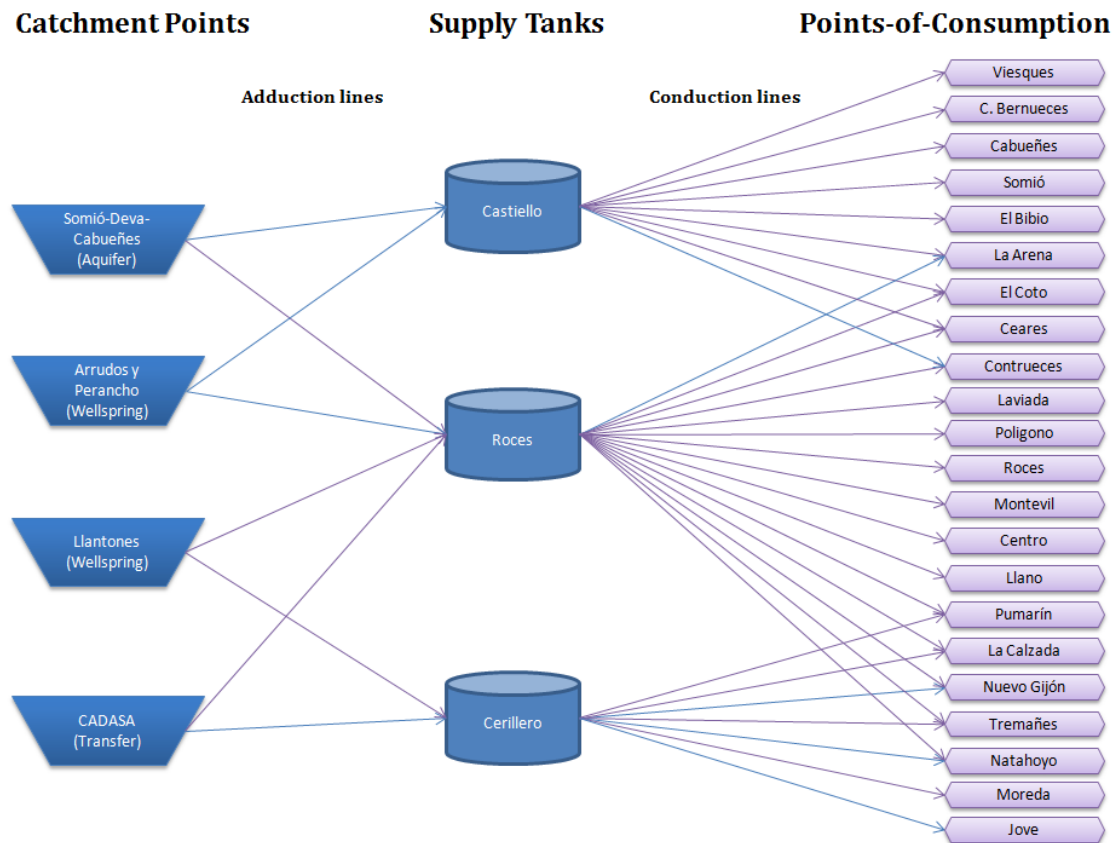 Catchment Points
Supply Tanks
Points-of-Consumption
Adduction lines
Conduction lines
Somió-Deva-
Cabueñes
(Aquifer)
Arrudos y
Perancho
(Wellspring)
Llantones
(Wellspring)
CADASA
(Transfer)
Castiello
Roces
Cerillero
Viesques
C. Bernueces
Cabueñes
Somió
El Bibio
La Arena
El Coto
Ceares
Contrueces
Laviada
Poligono
Roces
Montevil
Centro
Llano
Pumarín
La Calzada
Nuevo Gijón
Tremañes
Natahoyo
Moreda
Jove